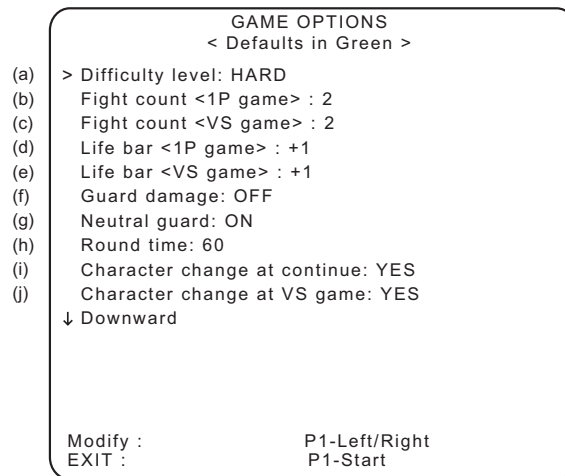 GAME OPTIONS
< Defaults in Green >
(a) > Difficulty level: HARD
(b) Fight count <1P game> : 2
(c) Fight count <VS game> : 2
(d) Life bar <1P game> : +1
(e) Life bar <VS game> : +1
(f) Guard damage: OFF
(g) Neutral guard: ON
(h) Round time: 60
(i) Character change at continue: YES
(j) Character change at VS game: YES
↓ Downward
Modify : P1-Left/Right
EXIT : P1-Start